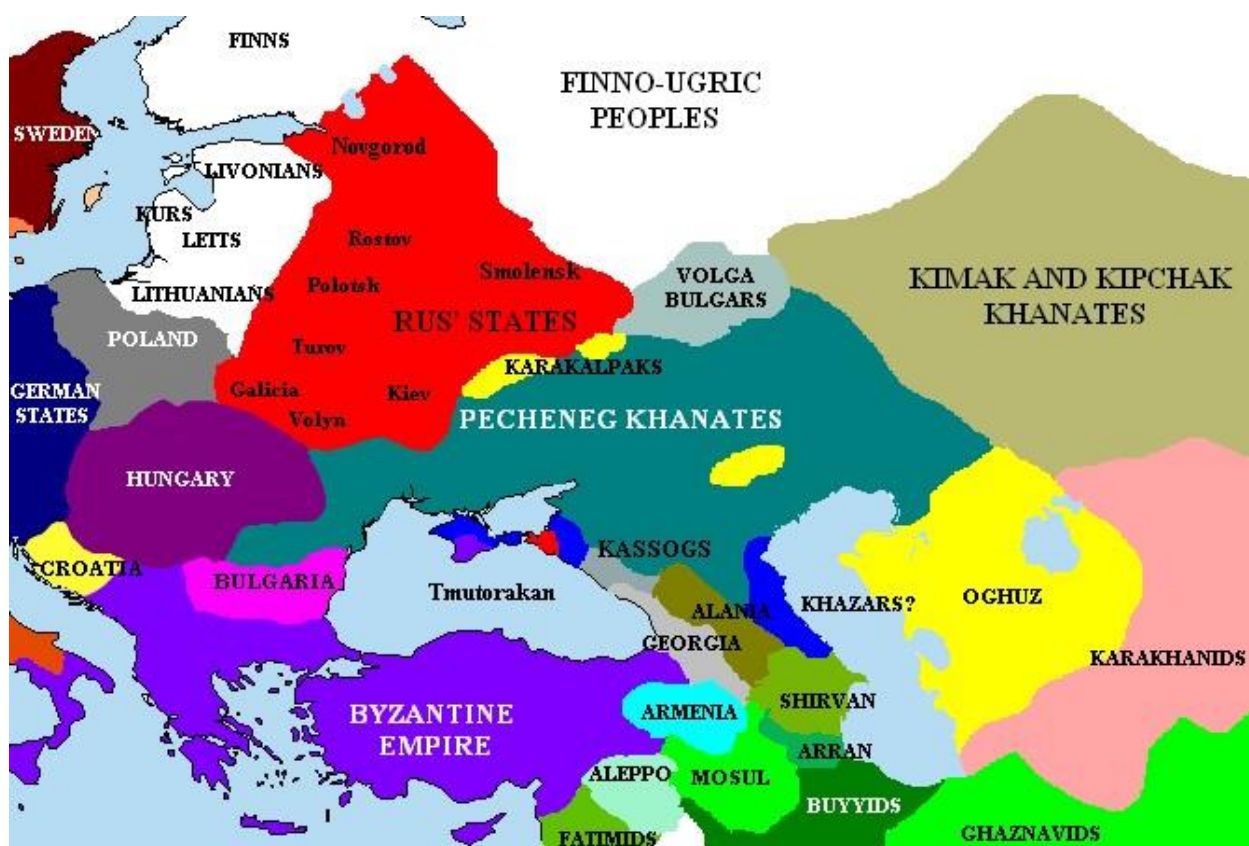 FINNS
FINNO-UGRIC
PEOPLES
SWEDEN
Novgorod
LIVONIANS
KURS
LETTS
Rostov
Smolensk
VOLGA
BULGARS
KIMAK AND KIPCHAK
KHANATES
LITHUANIANS
Polotsk
RUS' STATES
POLAND
Turov
KARAKALPAKS
GERMAN
STATES
Galicia
Kiev
Volyn
PECHENEG KHANATES
HUNGARY
KASSOGS
CROATIA
BULGARIA
Tmutorakan
ALANIA
KHAZARS?
OGHUZ
GEORGIA
KARAKHANIDS
BYZANTINE
EMPIRE
ARMENIA
SHIRVAN
ARRAN
ALEPPO
MOSUL
BUYYIDS
FATIMIDS
GHAZNAVIDS